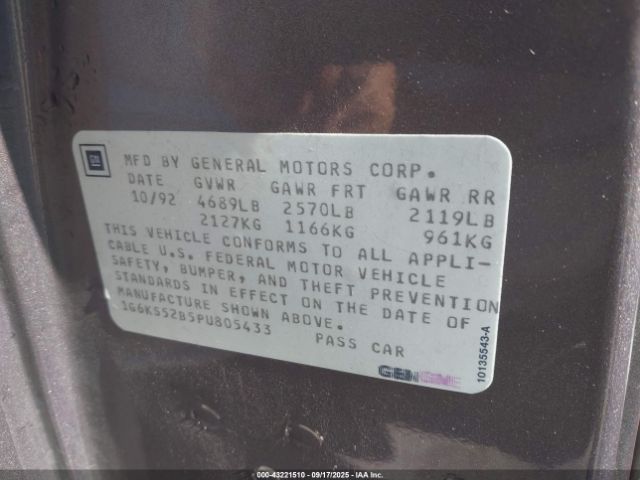 GM
MFD BY GENERAL MOTORS CORP.
DATE GVWR GAWR FRT GAWR RR
10/92 4689LB 2570LB 2119LB
2127KG 1166KG 961KG
THIS VEHICLE CONFORMS TO ALL APPLI-
CABLE U.S. FEDERAL MOTOR VEHICLE
SAFETY, BUMPER, AND THEFT PREVENTION
STANDARDS IN EFFECT ON THE DATE OF
MANUFACTURE SHOWN ABOVE.
1G6KS52B5PU805433 PASS CAR
10135543-A
000-43221510 - 09/17/2025 - IAA Inc.